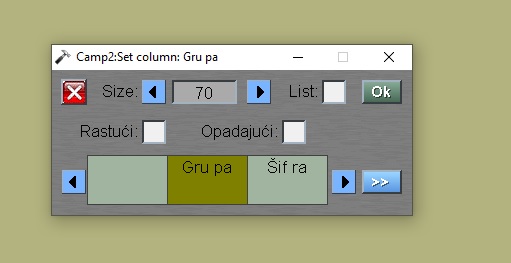 Camp2:Set column: Gru pa
Size: 70 List: Ok
Rastući: Opadajući:
Gru pa Šif ra >>